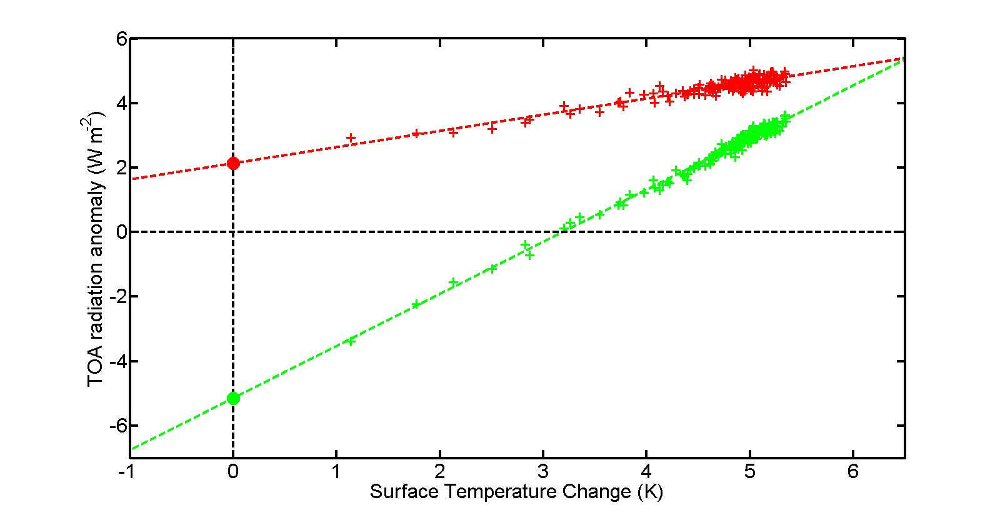 6
4
2
0
-2
-4
-6
TOA radiation anomaly (W m-2)
-1 0 1 2 3 4 5 6
Surface Temperature Change (K)